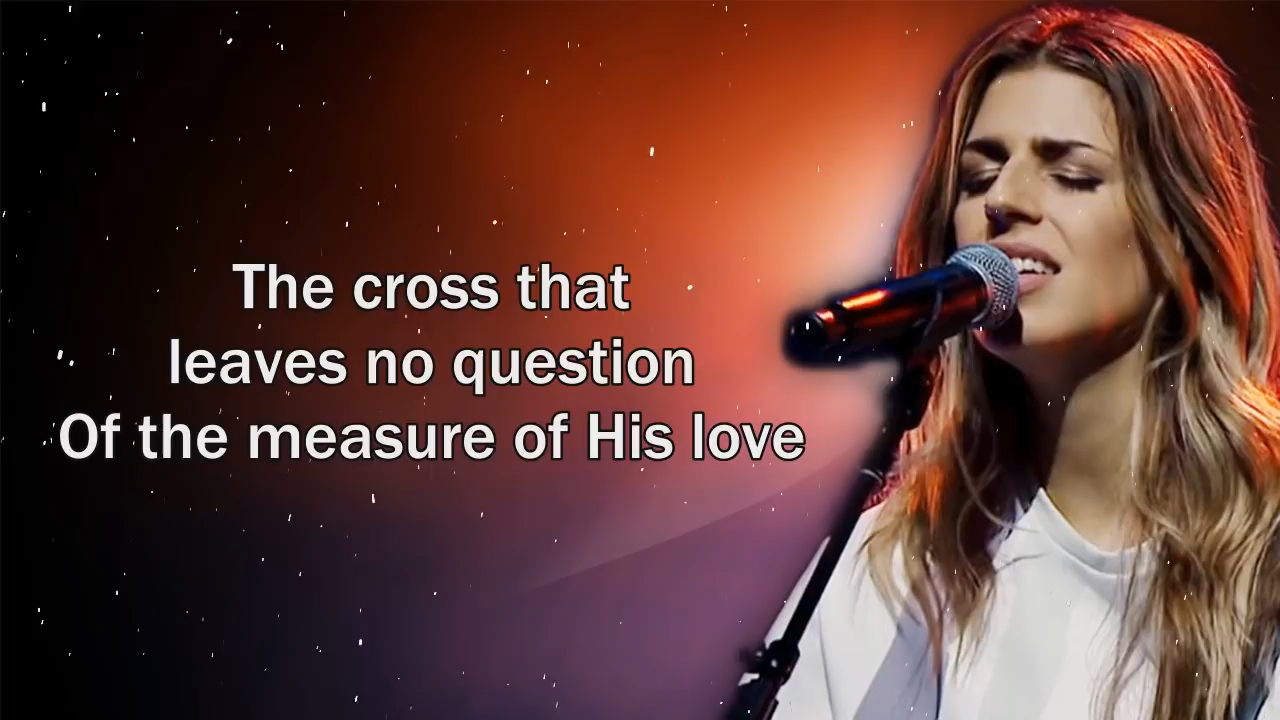 The cross that
leaves no question
Of the measure of His love